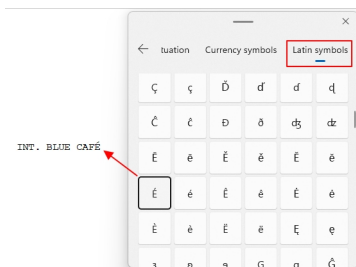 ← tuation Currency symbols Latin symbols
Ç ç Ď ď ɗ ɖ
Ĉ ĉ Đ ð ʤ ʣ
INT. BLUE CAFÉ
É é Ê ê Ė ė
È è Ë ë Ę ę